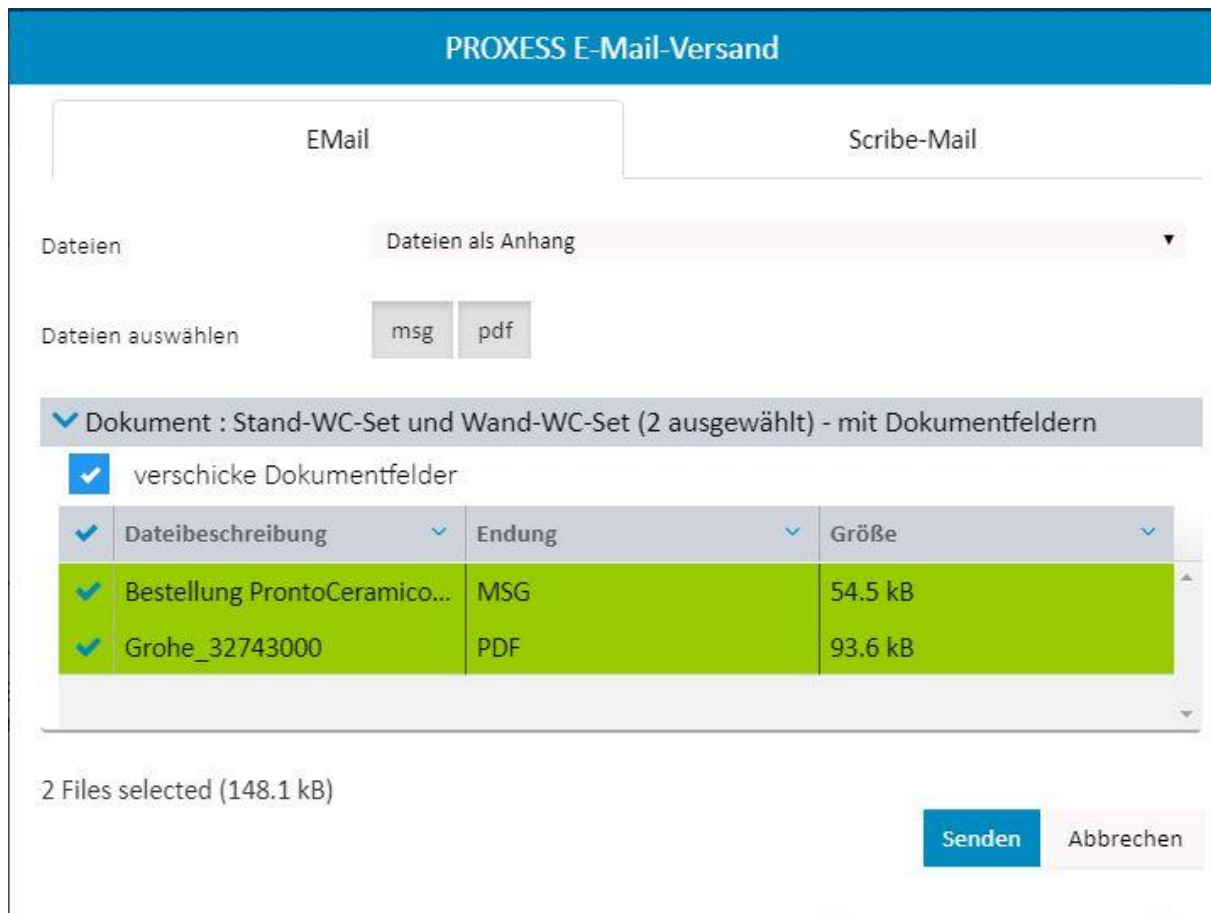 PROXESS E-Mail-Versand
EMail Scribe-Mail
Dateien Dateien als Anhang
Dateien auswählen msg pdf
Dokument : Stand-WC-Set und Wand-WC-Set (2 ausgewählt) - mit Dokumentfeldern
verschicke Dokumentfelder
Dateibeschreibung Endung Größe
Bestellung ProntoCeramico... MSG 54.5 kB
Grohe_32743000 PDF 93.6 kB
2 Files selected (148.1 kB)
Senden Abbrechen